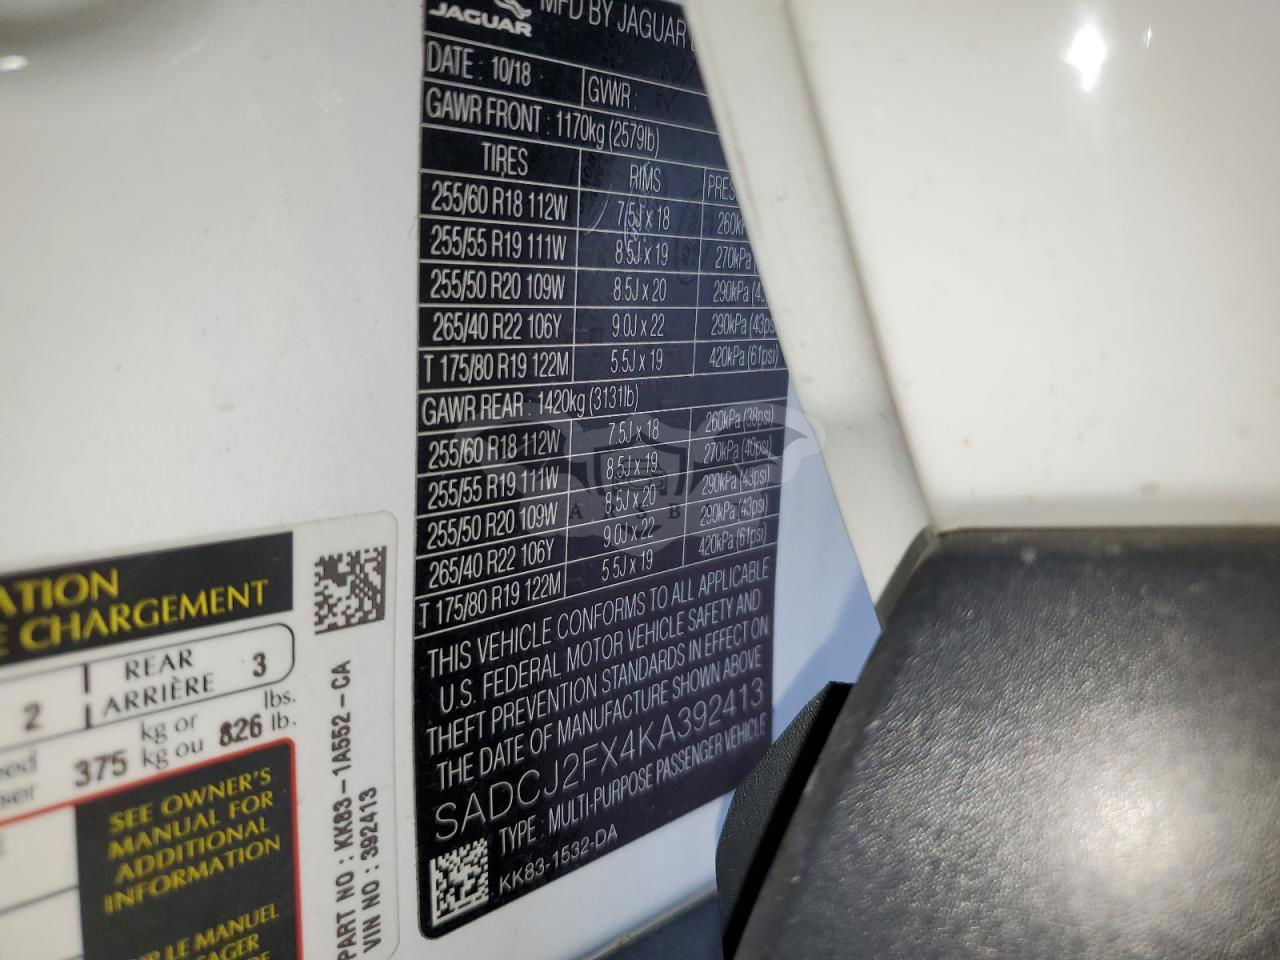 JAGUAR MFD BY JAGUAR
DATE : 10/18 GVWR :
GAWR FRONT : 1170kg (2579lb)
TIRES RIMS PRES
255/60 R18 112W 7.5J x 18 260k
255/55 R19 111W 8.5J x 19 270kPa
255/50 R20 109W 8.5J x 20 290kPa (43
265/40 R22 106Y 9.0J x 22 290kPa (43psi
T 175/80 R19 122M 5.5J x 19 420kPa (61psi)
GAWR REAR : 1420kg (3131lb)
255/60 R18 112W 7.5J x 18 260kPa (38psi)
255/55 R19 111W 8.5J x 19 270kPa (40psi)
255/50 R20 109W 8.5J x 20 290kPa (43psi)
265/40 R22 106Y 9.0J x 22 290kPa (43psi)
T 175/80 R19 122M 5.5J x 19 420kPa (61psi)
THIS VEHICLE CONFORMS TO ALL APPLICABLE
U.S. FEDERAL MOTOR VEHICLE SAFETY AND
THEFT PREVENTION STANDARDS IN EFFECT ON
THE DATE OF MANUFACTURE SHOWN ABOVE
SADCJ2FX4KA392413
TYPE : MULTI-PURPOSE PASSENGER VEHICLE
KK83-1532-DA
ATION
E CHARGEMENT
2 REAR 3
ARRIÈRE
375 kg or 826 lbs.
kg ou lb.
SEE OWNER'S
MANUAL FOR
ADDITIONAL
INFORMATION
LE MANUEL
PART NO : KK83-1A552-CA
VIN NO : 392413
A S B